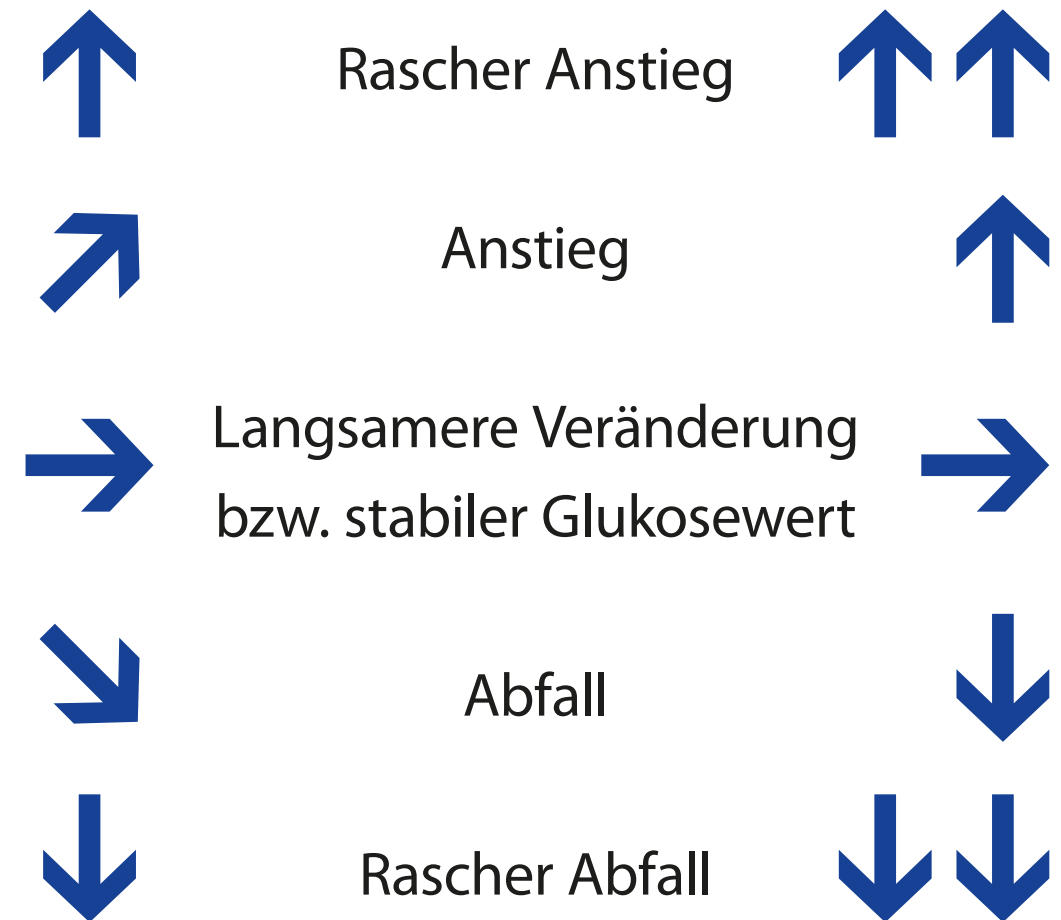 Rascher Anstieg
Anstieg
Langsamere Veränderung
bzw. stabiler Glukosewert
Abfall
Rascher Abfall